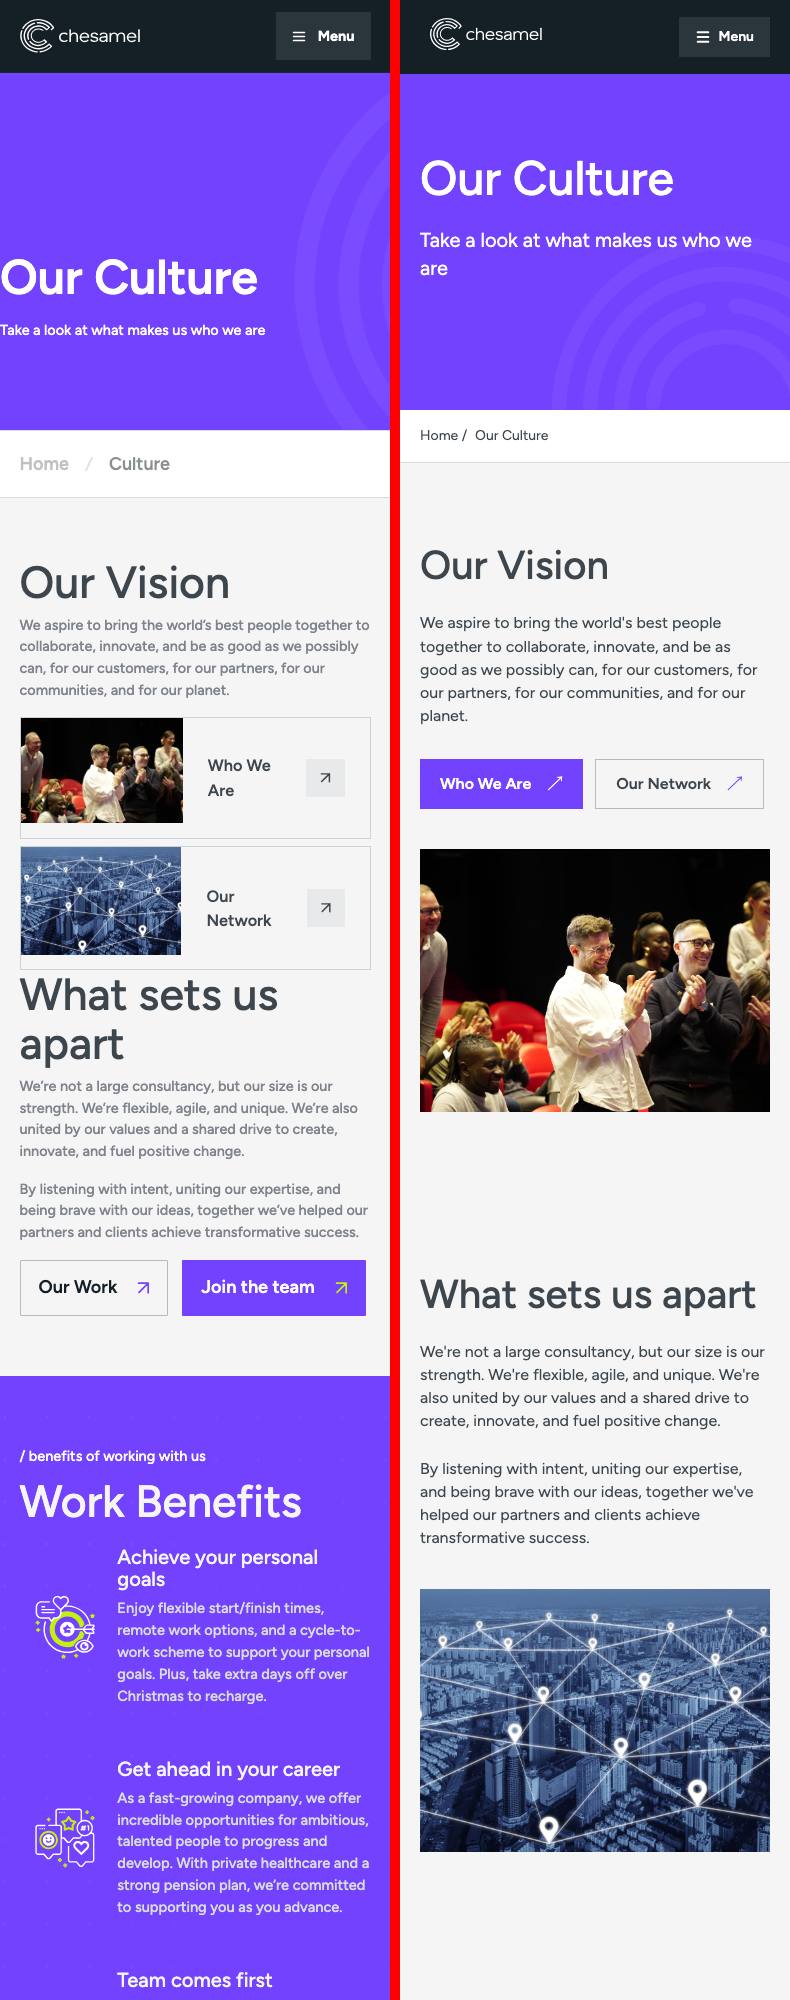 chesamel
Menu
Our Culture
Take a look at what makes us who we are
Home / Culture
Our Vision
We aspire to bring the world’s best people together to
collaborate, innovate, and be as good as we possibly
can, for our customers, for our partners, for our
communities, and for our planet.
Who We
Are
Our
Network
What sets us
apart
We’re not a large consultancy, but our size is our
strength. We’re flexible, agile, and unique. We’re also
united by our values and a shared drive to create,
innovate, and fuel positive change.
By listening with intent, uniting our expertise, and
being brave with our ideas, together we’ve helped our
partners and clients achieve transformative success.
Our Work
Join the team
/ benefits of working with us
Work Benefits
Achieve your personal
goals
Enjoy flexible start/finish times,
remote work options, and a cycle-to-
work scheme to support your personal
goals. Plus, take extra days off over
Christmas to recharge.
Get ahead in your career
As a fast-growing company, we offer
incredible opportunities for ambitious,
talented people to progress and
develop. With private healthcare and a
strong pension plan, we’re committed
to supporting you as you advance.
Team comes first
chesamel
Menu
Our Culture
Take a look at what makes us who we
are
Home / Our Culture
Our Vision
We aspire to bring the world's best people
together to collaborate, innovate, and be as
good as we possibly can, for our customers, for
our partners, for our communities, and for our
planet.
Who We Are
Our Network
What sets us apart
We're not a large consultancy, but our size is our
strength. We're flexible, agile, and unique. We're
also united by our values and a shared drive to
create, innovate, and fuel positive change.
By listening with intent, uniting our expertise,
and being brave with our ideas, together we've
helped our partners and clients achieve
transformative success.